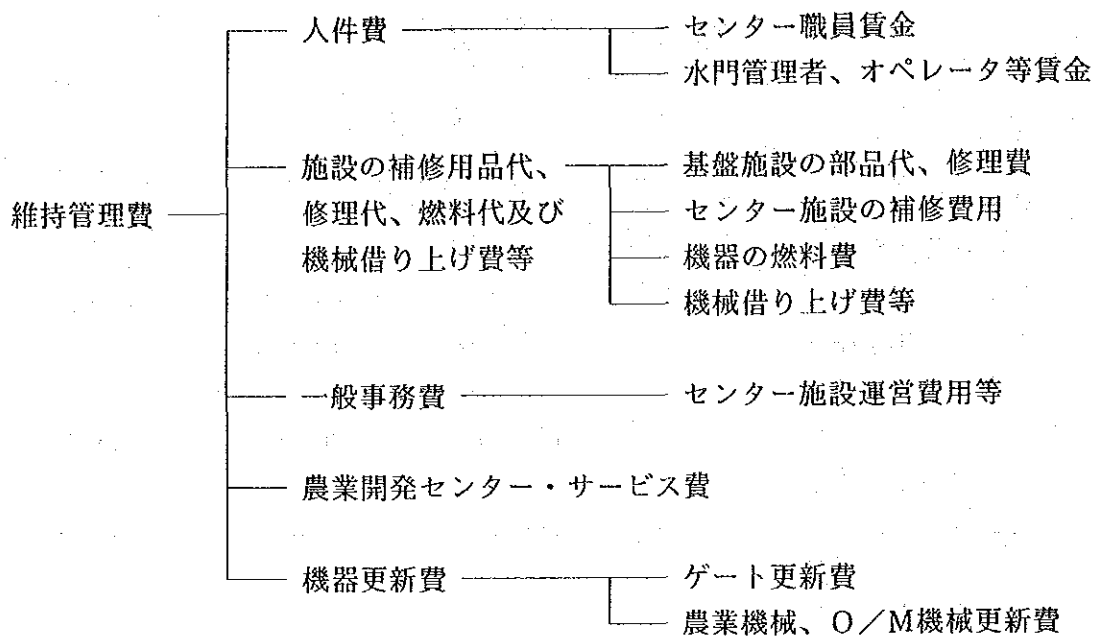 人件費
センター職員賃金
水門管理者、オペレータ等賃金
維持管理費
施設の補修用品代、
修理代、燃料代及び
機械借り上げ費等
基盤施設の部品代、修理費
センター施設の補修費用
機器の燃料費
機械借り上げ費等
一般事務費
センター施設運営費用等
農業開発センター・サービス費
機器更新費
ゲート更新費
農業機械、O／M機械更新費